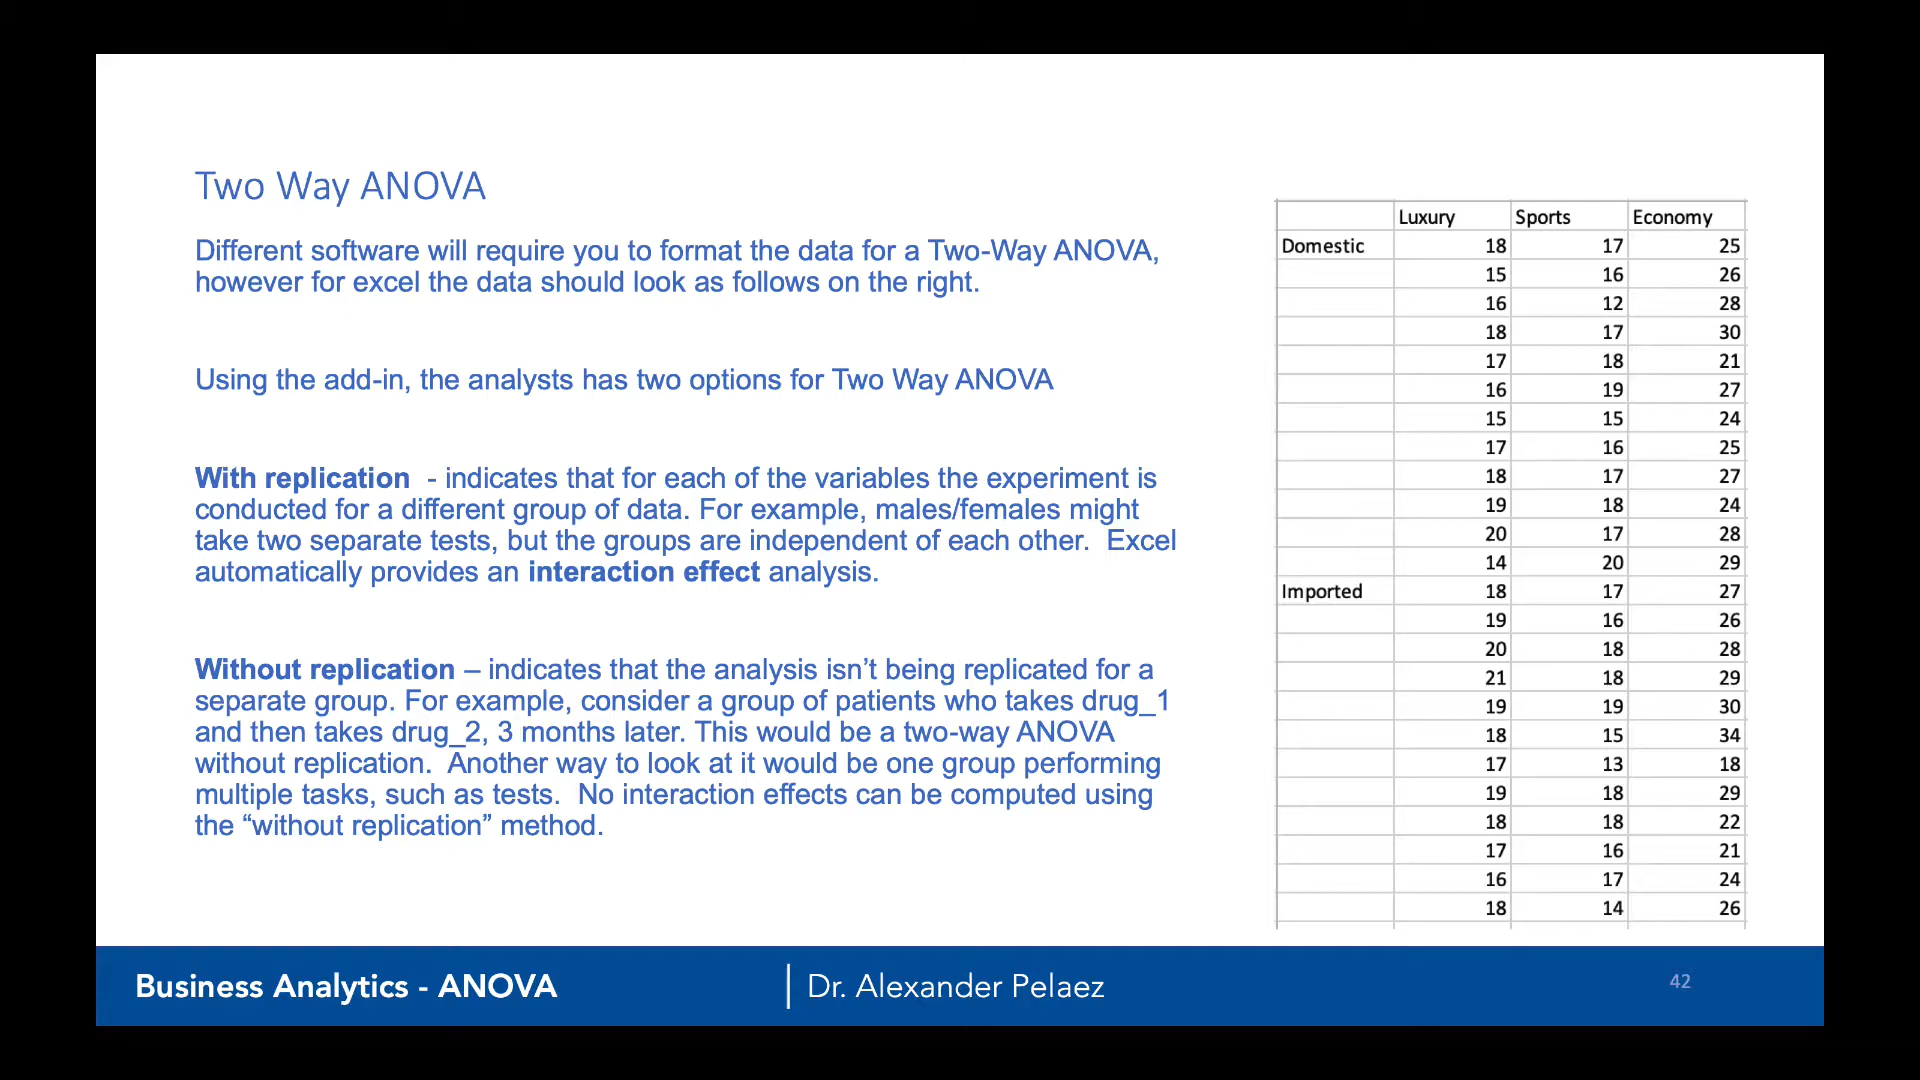 Two Way ANOVA
Different software will require you to format the data for a Two-Way ANOVA,
however for excel the data should look as follows on the right.
Using the add-in, the analysts has two options for Two Way ANOVA
With replication - indicates that for each of the variables the experiment is
conducted for a different group of data. For example, males/females might
take two separate tests, but the groups are independent of each other. Excel
automatically provides an interaction effect analysis.
Without replication – indicates that the analysis isn’t being replicated for a
separate group. For example, consider a group of patients who takes drug_1
and then takes drug_2, 3 months later. This would be a two-way ANOVA
without replication. Another way to look at it would be one group performing
multiple tasks, such as tests. No interaction effects can be computed using
the “without replication” method.
Luxury Sports Economy
Domestic 18 17 25
15 16 26
16 12 28
18 17 30
17 18 21
16 19 27
15 15 24
17 16 25
18 17 27
19 18 24
20 17 28
14 20 29
Imported 18 17 27
19 16 26
20 18 28
21 18 29
19 19 30
18 15 34
17 13 18
19 18 29
18 18 22
17 16 21
16 17 24
18 14 26
Business Analytics - ANOVA | Dr. Alexander Pelaez 42